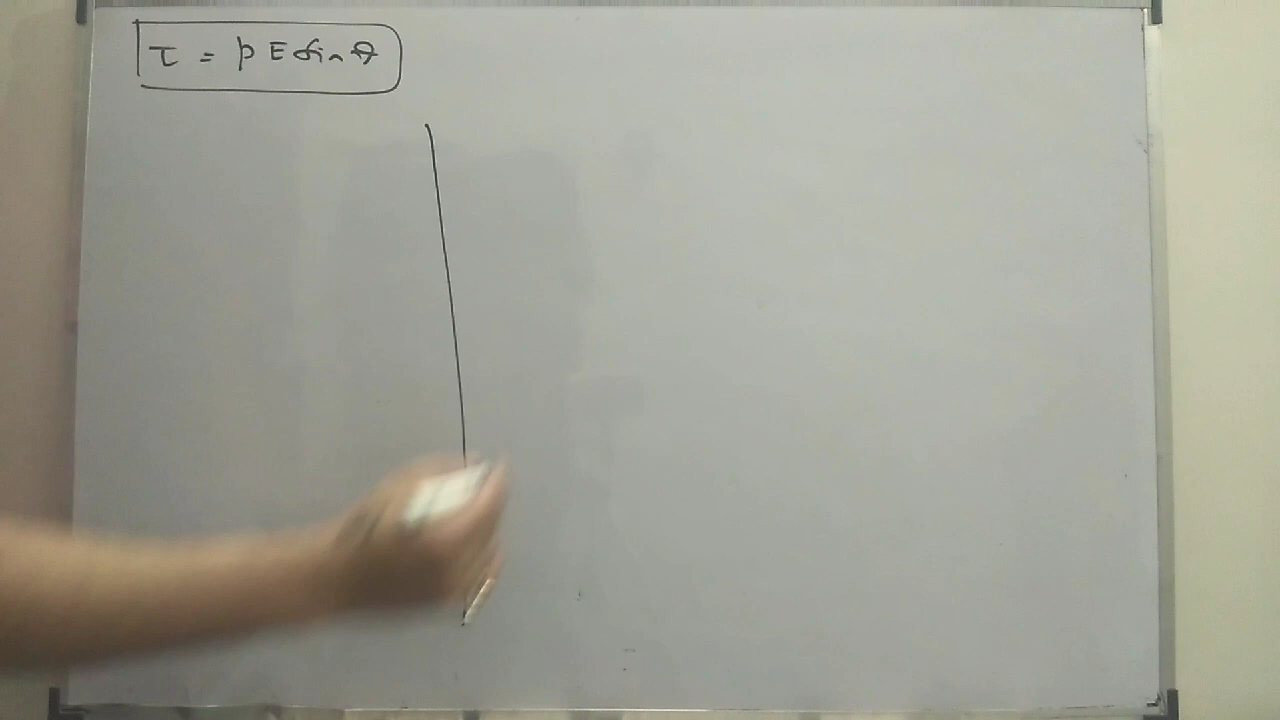 τ = pE sinθ